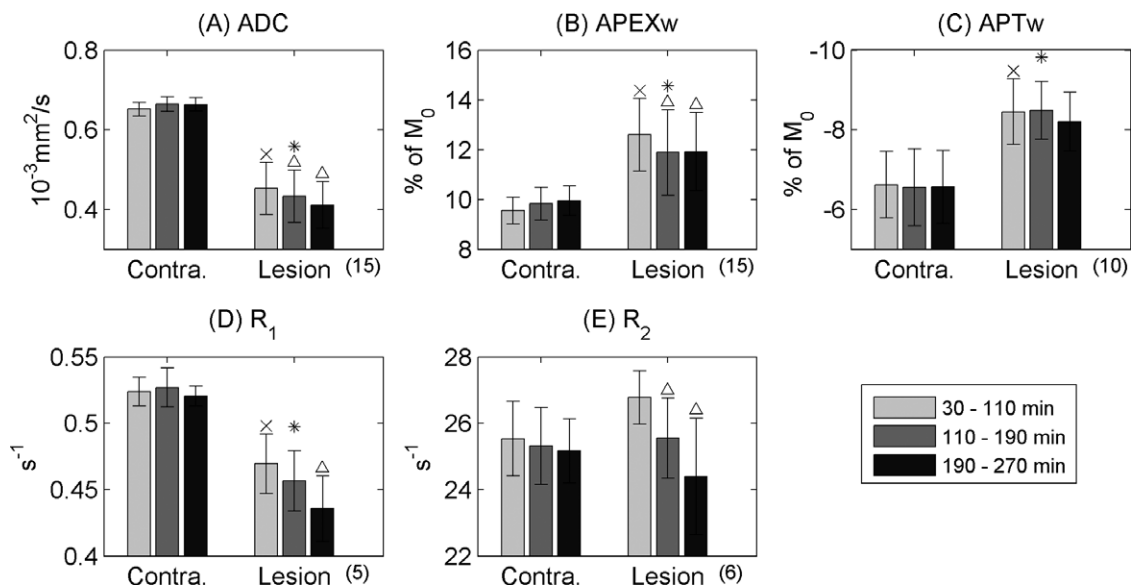 (A) ADC
10⁻³mm²/s
0.8
0.6
0.4
× * △ △
Contra. Lesion (15)
(B) APEXw
% of M₀
16
14
12
10
8
× * △ △
Contra. Lesion (15)
(C) APTw
% of M₀
-10
-8
-6
× *
Contra. Lesion (10)
(D) R₁
s⁻¹
0.55
0.5
0.45
0.4
× * △
Contra. Lesion (5)
(E) R₂
s⁻¹
28
26
24
22
△ △
Contra. Lesion (6)
30 - 110 min
110 - 190 min
190 - 270 min